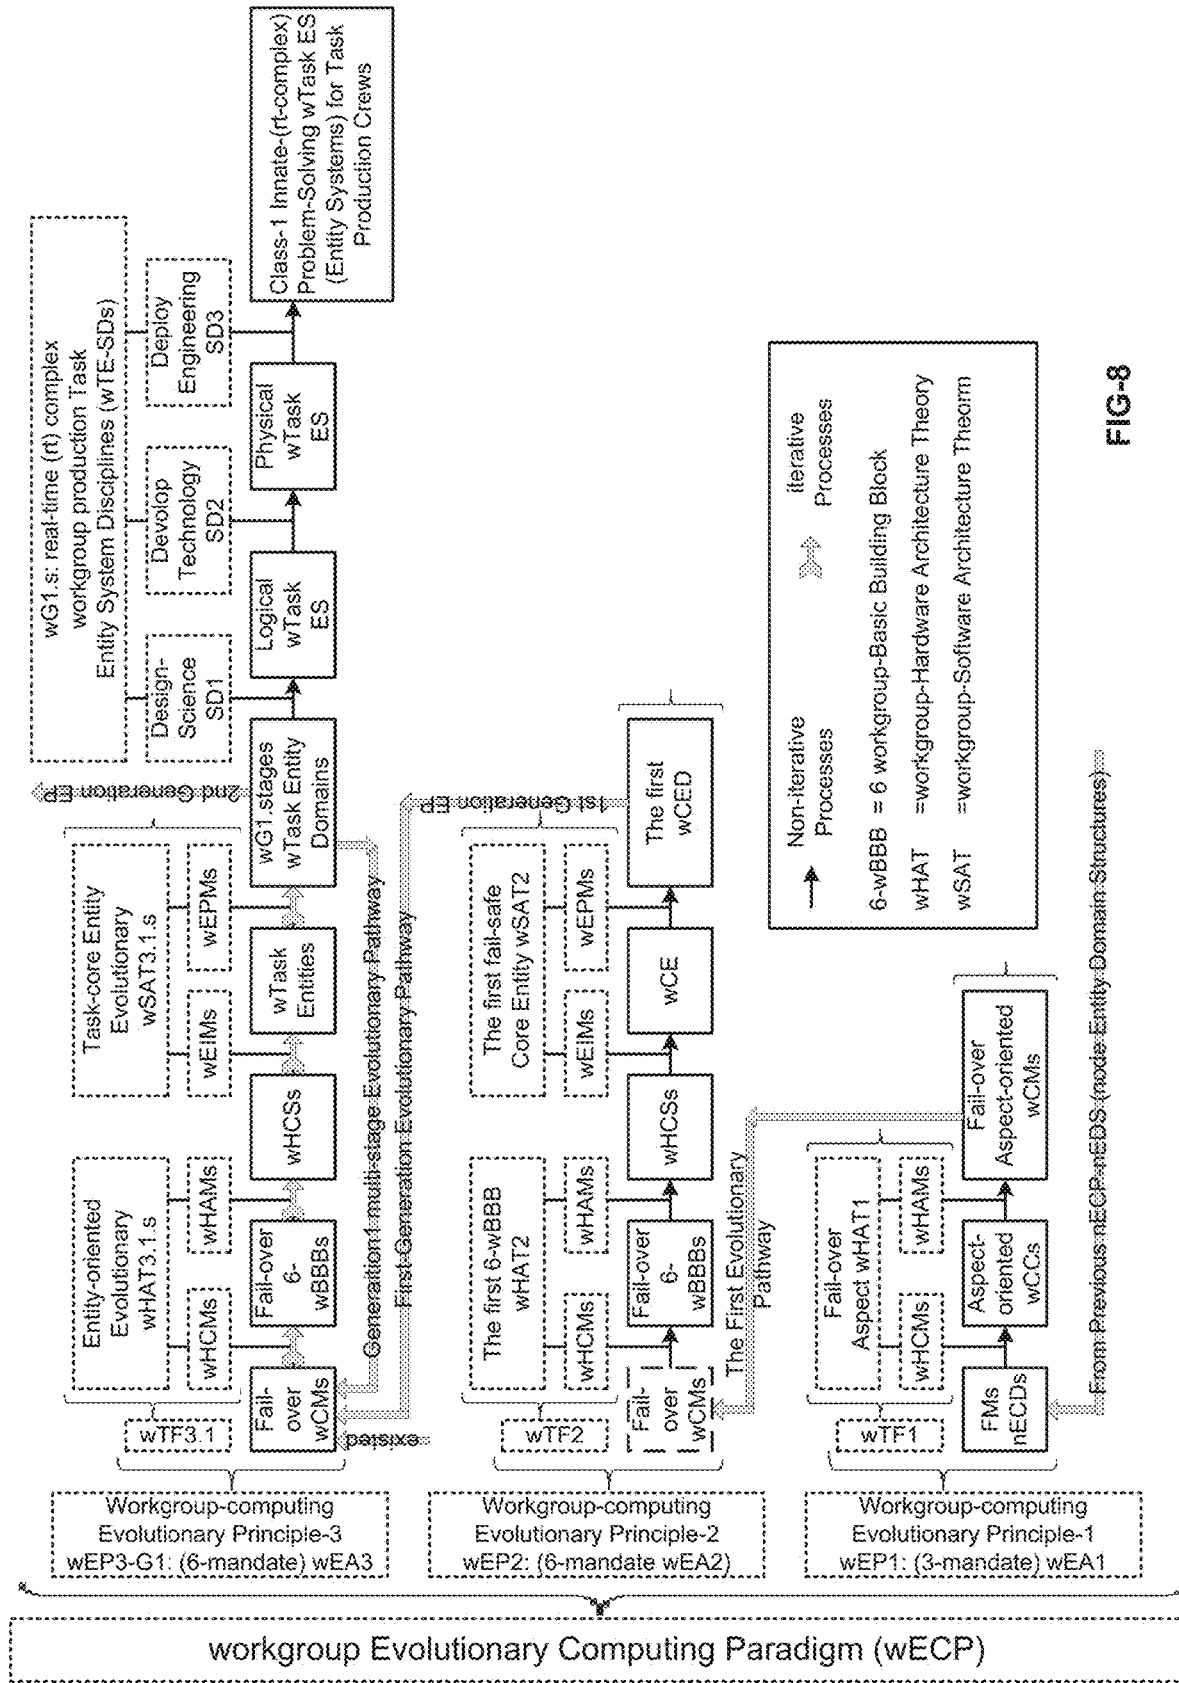 workgroup Evolutionary Computing Paradigm (wECP)
Workgroup-computing
Evolutionary Principle-3
wEP3-G1: (6-mandate) wEA3
wTF3.1
Entity-oriented
Evolutionary
wHAT3.1.s
wHCMs
wHAMs
Task-core Entity
Evolutionary
wSAT3.1.s
wEIMs
wEPMs
Fail-
over
wCMs
Fail-over
6-
wBBBs
wHCSs
wTask
Entities
wG1.stages
wTask Entity
Domains
2nd Generation EP
wG1.s: real-time (rt) complex
workgroup production Task
Entity System Disciplines (wTE-SDs)
Design-
Science
SD1
Devolop
Technology
SD2
Deploy
Engineering
SD3
Logical
wTask
ES
Physical
wTask
ES
Class-1 Innate-(rt-complex)
Problem-Solving wTask ES
(Entity Systems) for Task
Production Crews
existed
Generaition1 multi-stage Evolutionary Pathway
First Generation Evolutionary Pathway
Workgroup-computing
Evolutionary Principle-2
wEP2: (6-mandate wEA2)
wTF2
The first 6-wBBB
wHAT2
wHCMs
wHAMs
The first fail-safe
Core Entity wSAT2
wEIMs
wEPMs
1st Generation EP
Fail-
over
wCMs
Fail-over
6-
wBBBs
wHCSs
wCE
The first
wCED
The First Evolutionary
Pathway
Workgroup-computing
Evolutionary Principle-1
wEP1: (3-mandate) wEA1
wTF1
Fail-over
Aspect wHAT1
wHCMs
wHAMs
FMs
nECDs
Aspect-
oriented
wCCs
Fail-over
Aspect-oriented
wCMs
From Previous nECP-nEDS (node Entity Domain Structures)
Non-iterative
Processes
iterative
Processes
6-wBBB = 6 workgroup-Basic Building Block
wHAT =workgroup-Hardware Architecture Theory
wSAT =workgroup-Software Architecture Theorm
FIG-8